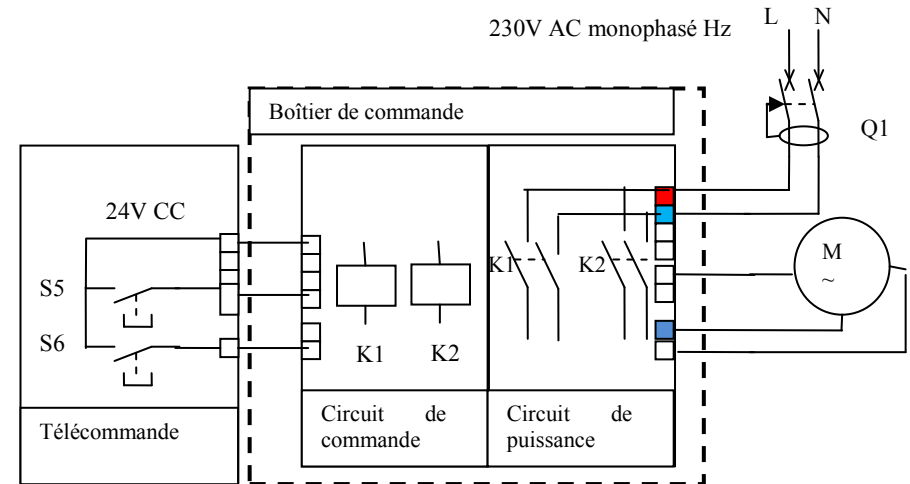 230V AC monophasé Hz
L N
Boîtier de commande
Q1
24V CC
M
~
K1
K2
S5
S6
K1
K2
Télécommande
Circuit de
commande
Circuit de
puissance